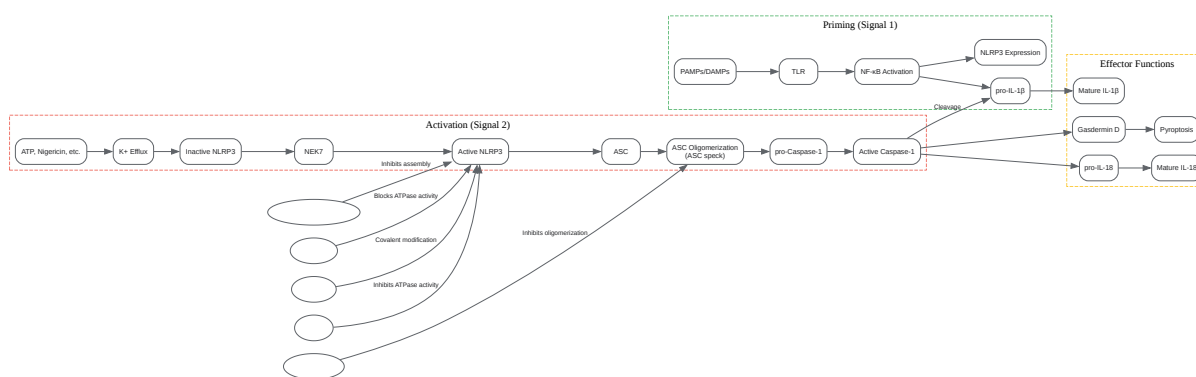 Priming (Signal 1)
PAMPs/DAMPs
TLR
NF-κB Activation
NLRP3 Expression
pro-IL-1β
Effector Functions
Mature IL-1β
Gasdermin D
Pyroptosis
pro-IL-18
Mature IL-18
Cleavage
Activation (Signal 2)
ATP, Nigericin, etc.
K+ Efflux
Inactive NLRP3
NEK7
Active NLRP3
ASC
ASC Oligomerization
(ASC speck)
pro-Caspase-1
Active Caspase-1
Inhibits assembly
Blocks ATPase activity
Covalent modification
Inhibits ATPase activity
Inhibits oligomerization